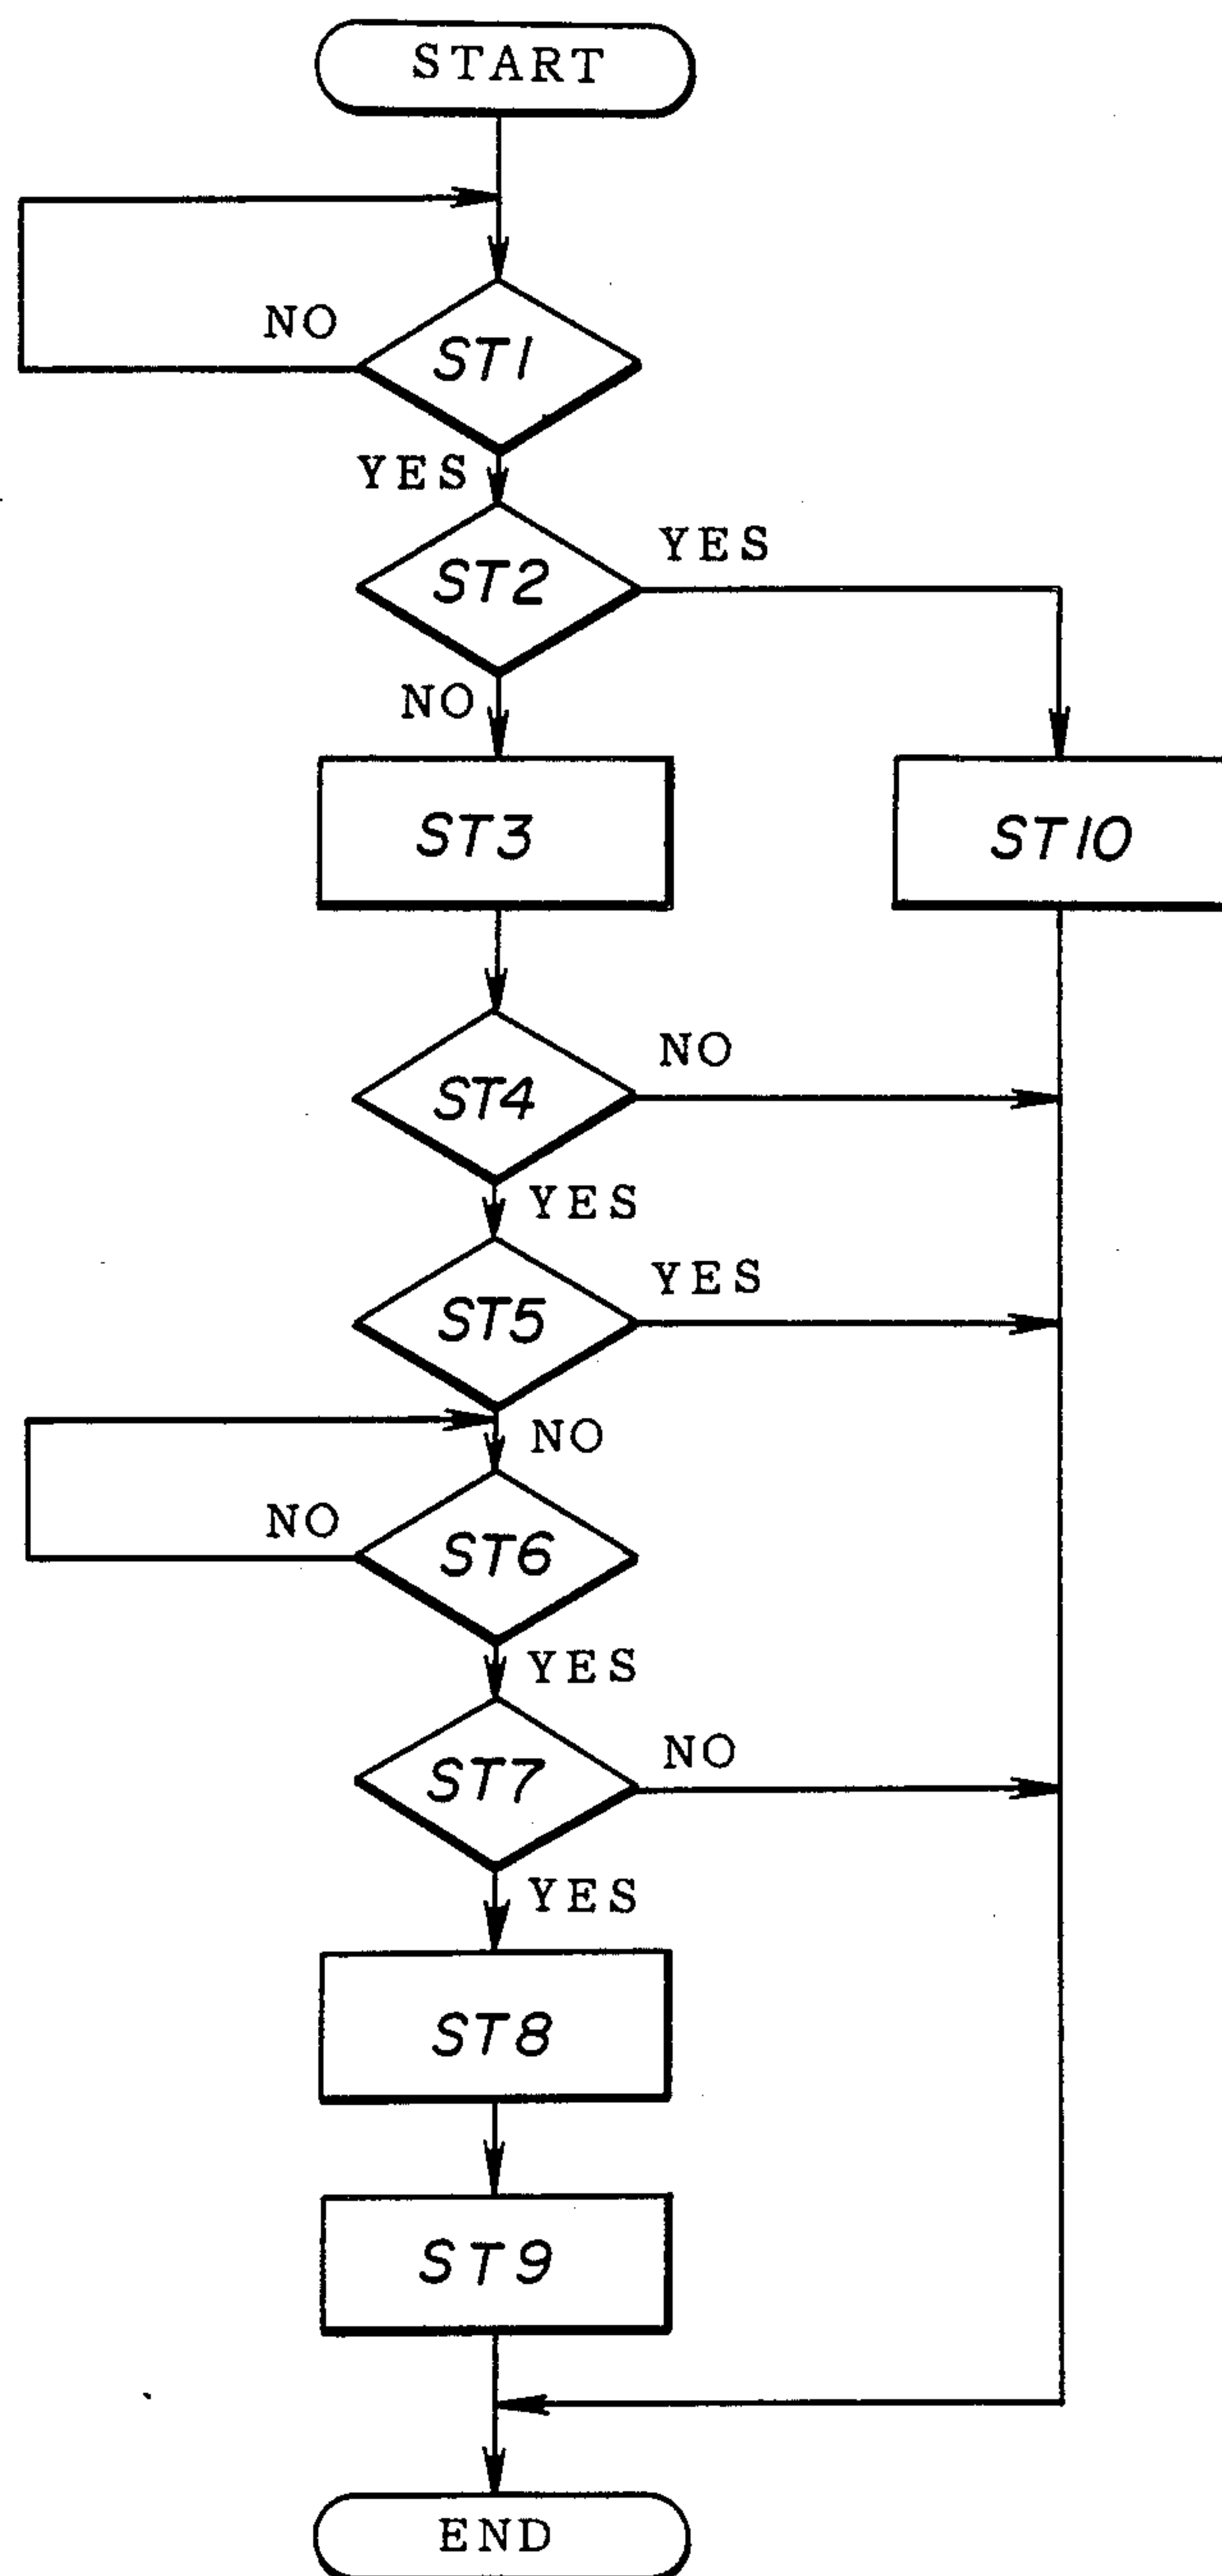 START
NO
ST1
YES
ST2
YES
NO
ST3
ST10
ST4
NO
YES
ST5
YES
NO
NO
ST6
YES
ST7
NO
YES
ST8
ST9
END